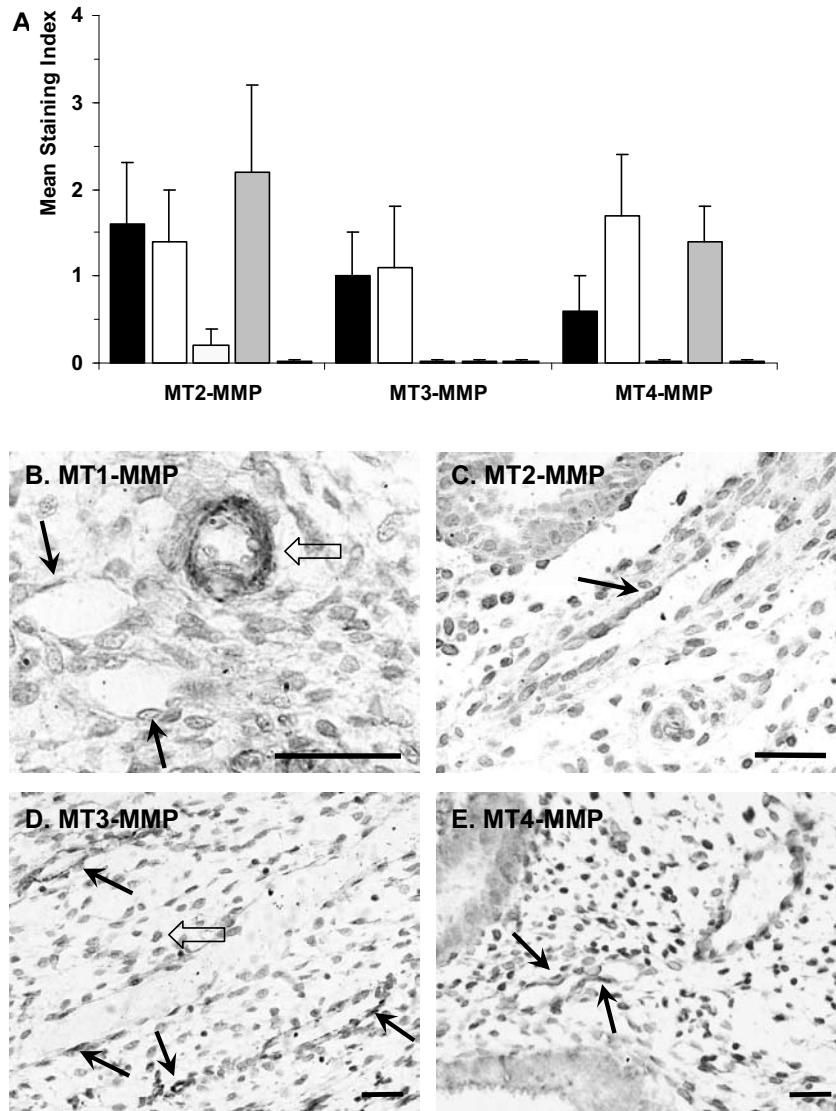 A
Mean Staining Index
4
3
2
1
0
MT2-MMP MT3-MMP MT4-MMP
B. MT1-MMP
C. MT2-MMP
D. MT3-MMP
E. MT4-MMP